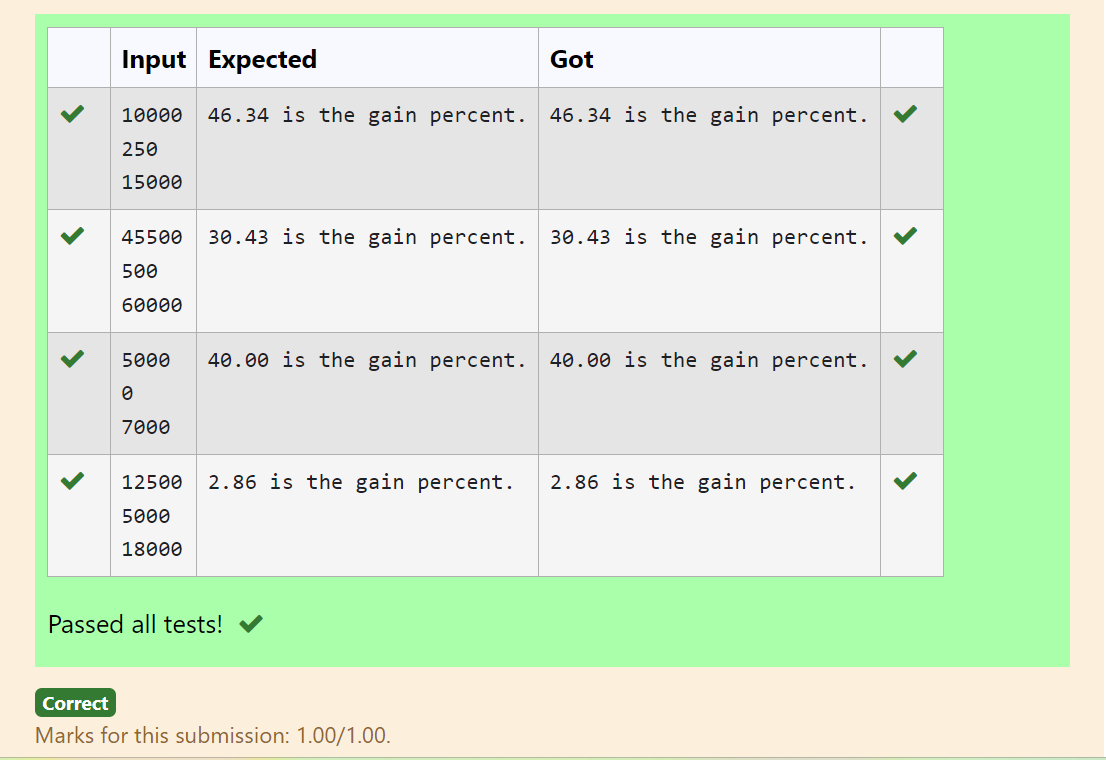 Input Expected Got
10000 46.34 is the gain percent. 46.34 is the gain percent.
250
15000
45500 30.43 is the gain percent. 30.43 is the gain percent.
500
60000
5000 40.00 is the gain percent. 40.00 is the gain percent.
0
7000
12500 2.86 is the gain percent. 2.86 is the gain percent.
5000
18000
Passed all tests!
Correct
Marks for this submission: 1.00/1.00.